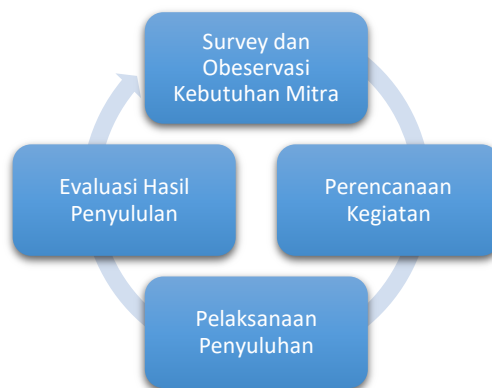 Survey dan
Obeservasi
Kebutuhan Mitra
Perencanaan
Kegiatan
Pelaksanaan
Penyuluhan
Evaluasi Hasil
Penyululan